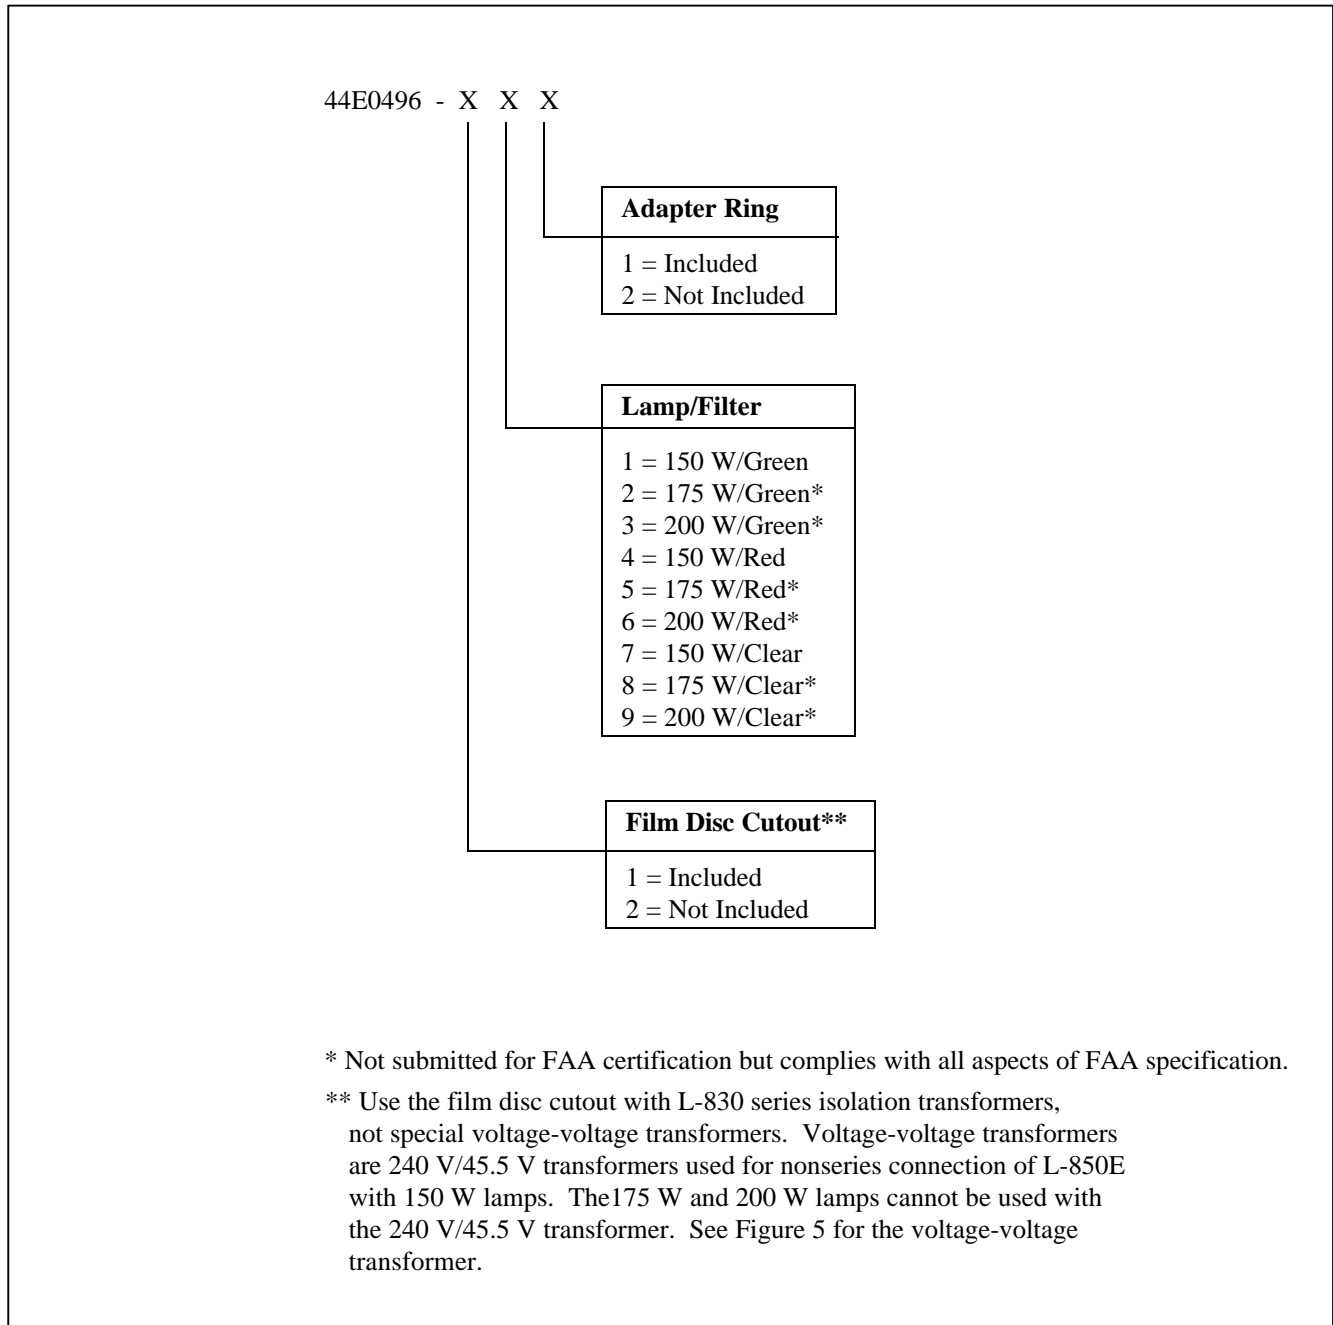 44E0496 - X X X
Adapter Ring
1 = Included
2 = Not Included
Lamp/Filter
1 = 150 W/Green
2 = 175 W/Green*
3 = 200 W/Green*
4 = 150 W/Red
5 = 175 W/Red*
6 = 200 W/Red*
7 = 150 W/Clear
8 = 175 W/Clear*
9 = 200 W/Clear*
Film Disc Cutout**
1 = Included
2 = Not Included
* Not submitted for FAA certification but complies with all aspects of FAA specification.
** Use the film disc cutout with L-830 series isolation transformers,
not special voltage-voltage transformers. Voltage-voltage transformers
are 240 V/45.5 V transformers used for nonseries connection of L-850E
with 150 W lamps. The175 W and 200 W lamps cannot be used with
the 240 V/45.5 V transformer. See Figure 5 for the voltage-voltage
transformer.